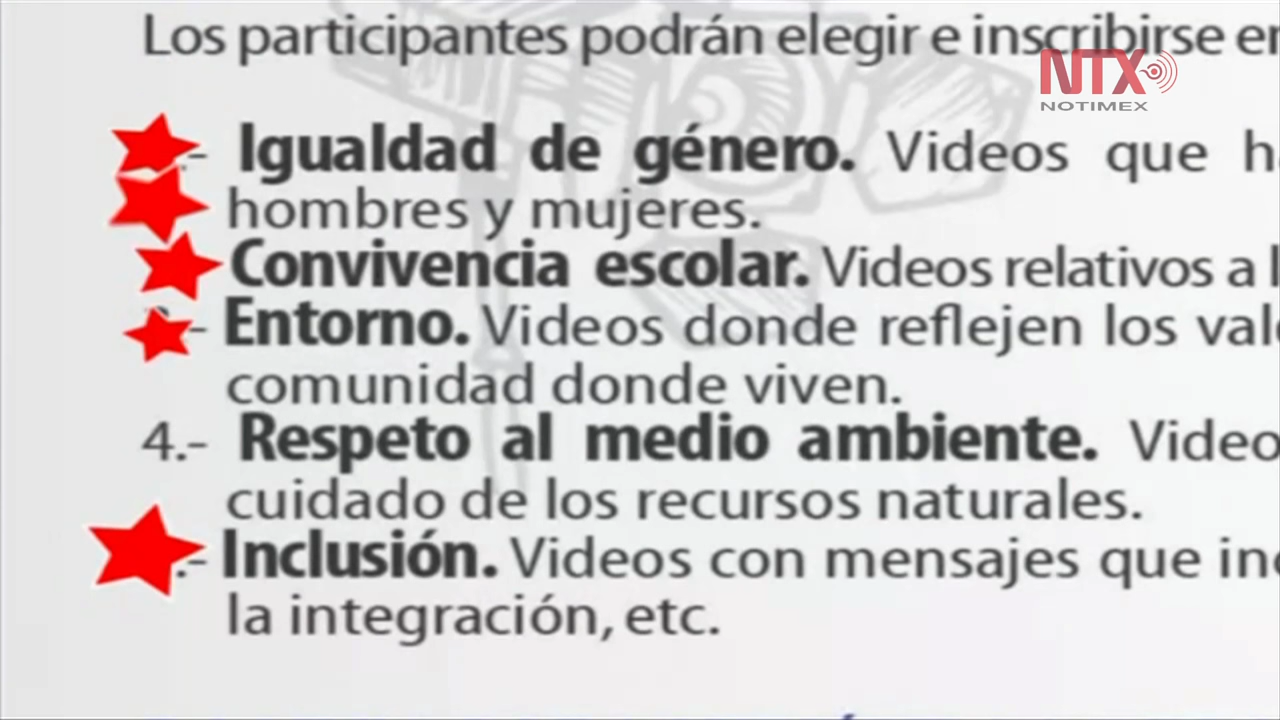 Los participantes podrán elegir e inscribirse en
NTX
NOTIMEX
.- Igualdad de género. Videos que h
hombres y mujeres.
Convivencia escolar. Videos relativos a l
.- Entorno. Videos donde reflejen los val
comunidad donde viven.
4.- Respeto al medio ambiente. Video
cuidado de los recursos naturales.
.- Inclusión. Videos con mensajes que in
la integración, etc.